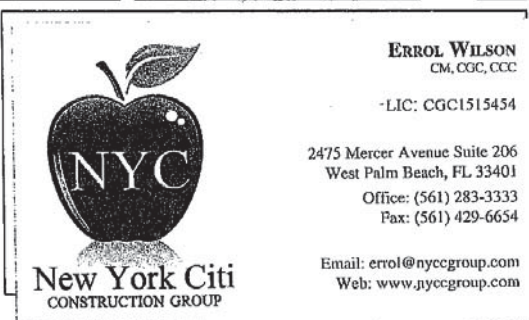 ERROL WILSON
CM, CGC, CCC
LIC: CGC1515454
NYC
New York Citi
CONSTRUCTION GROUP
2475 Mercer Avenue Suite 206
West Palm Beach, FL 33401
Office: (561) 283-3333
Fax: (561) 429-6654
Email: errol@nyccgroup.com
Web: www.nyccgroup.com